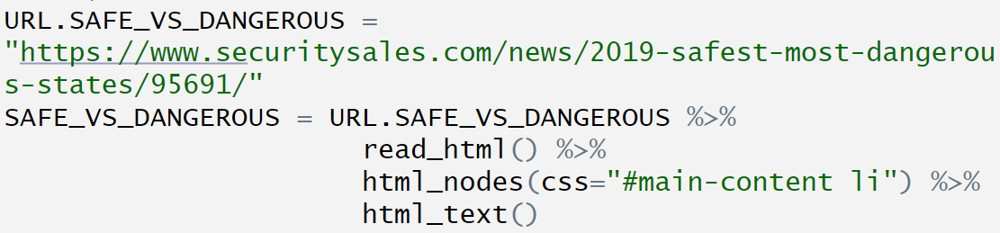 URL.SAFE_VS_DANGEROUS =
"https://www.securitysales.com/news/2019-safest-most-dangerou
s-states/95691/"
SAFE_VS_DANGEROUS = URL.SAFE_VS_DANGEROUS %>%
read_html() %>%
html_nodes(css="#main-content li") %>%
html_text()